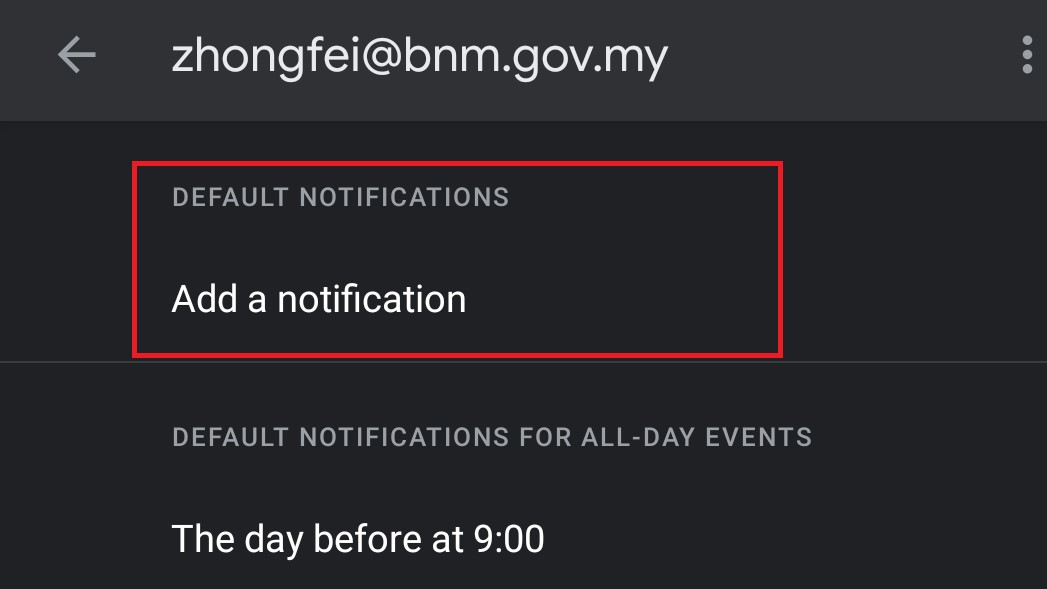 zhongfei@bnm.gov.my
DEFAULT NOTIFICATIONS
Add a notification
DEFAULT NOTIFICATIONS FOR ALL-DAY EVENTS
The day before at 9:00